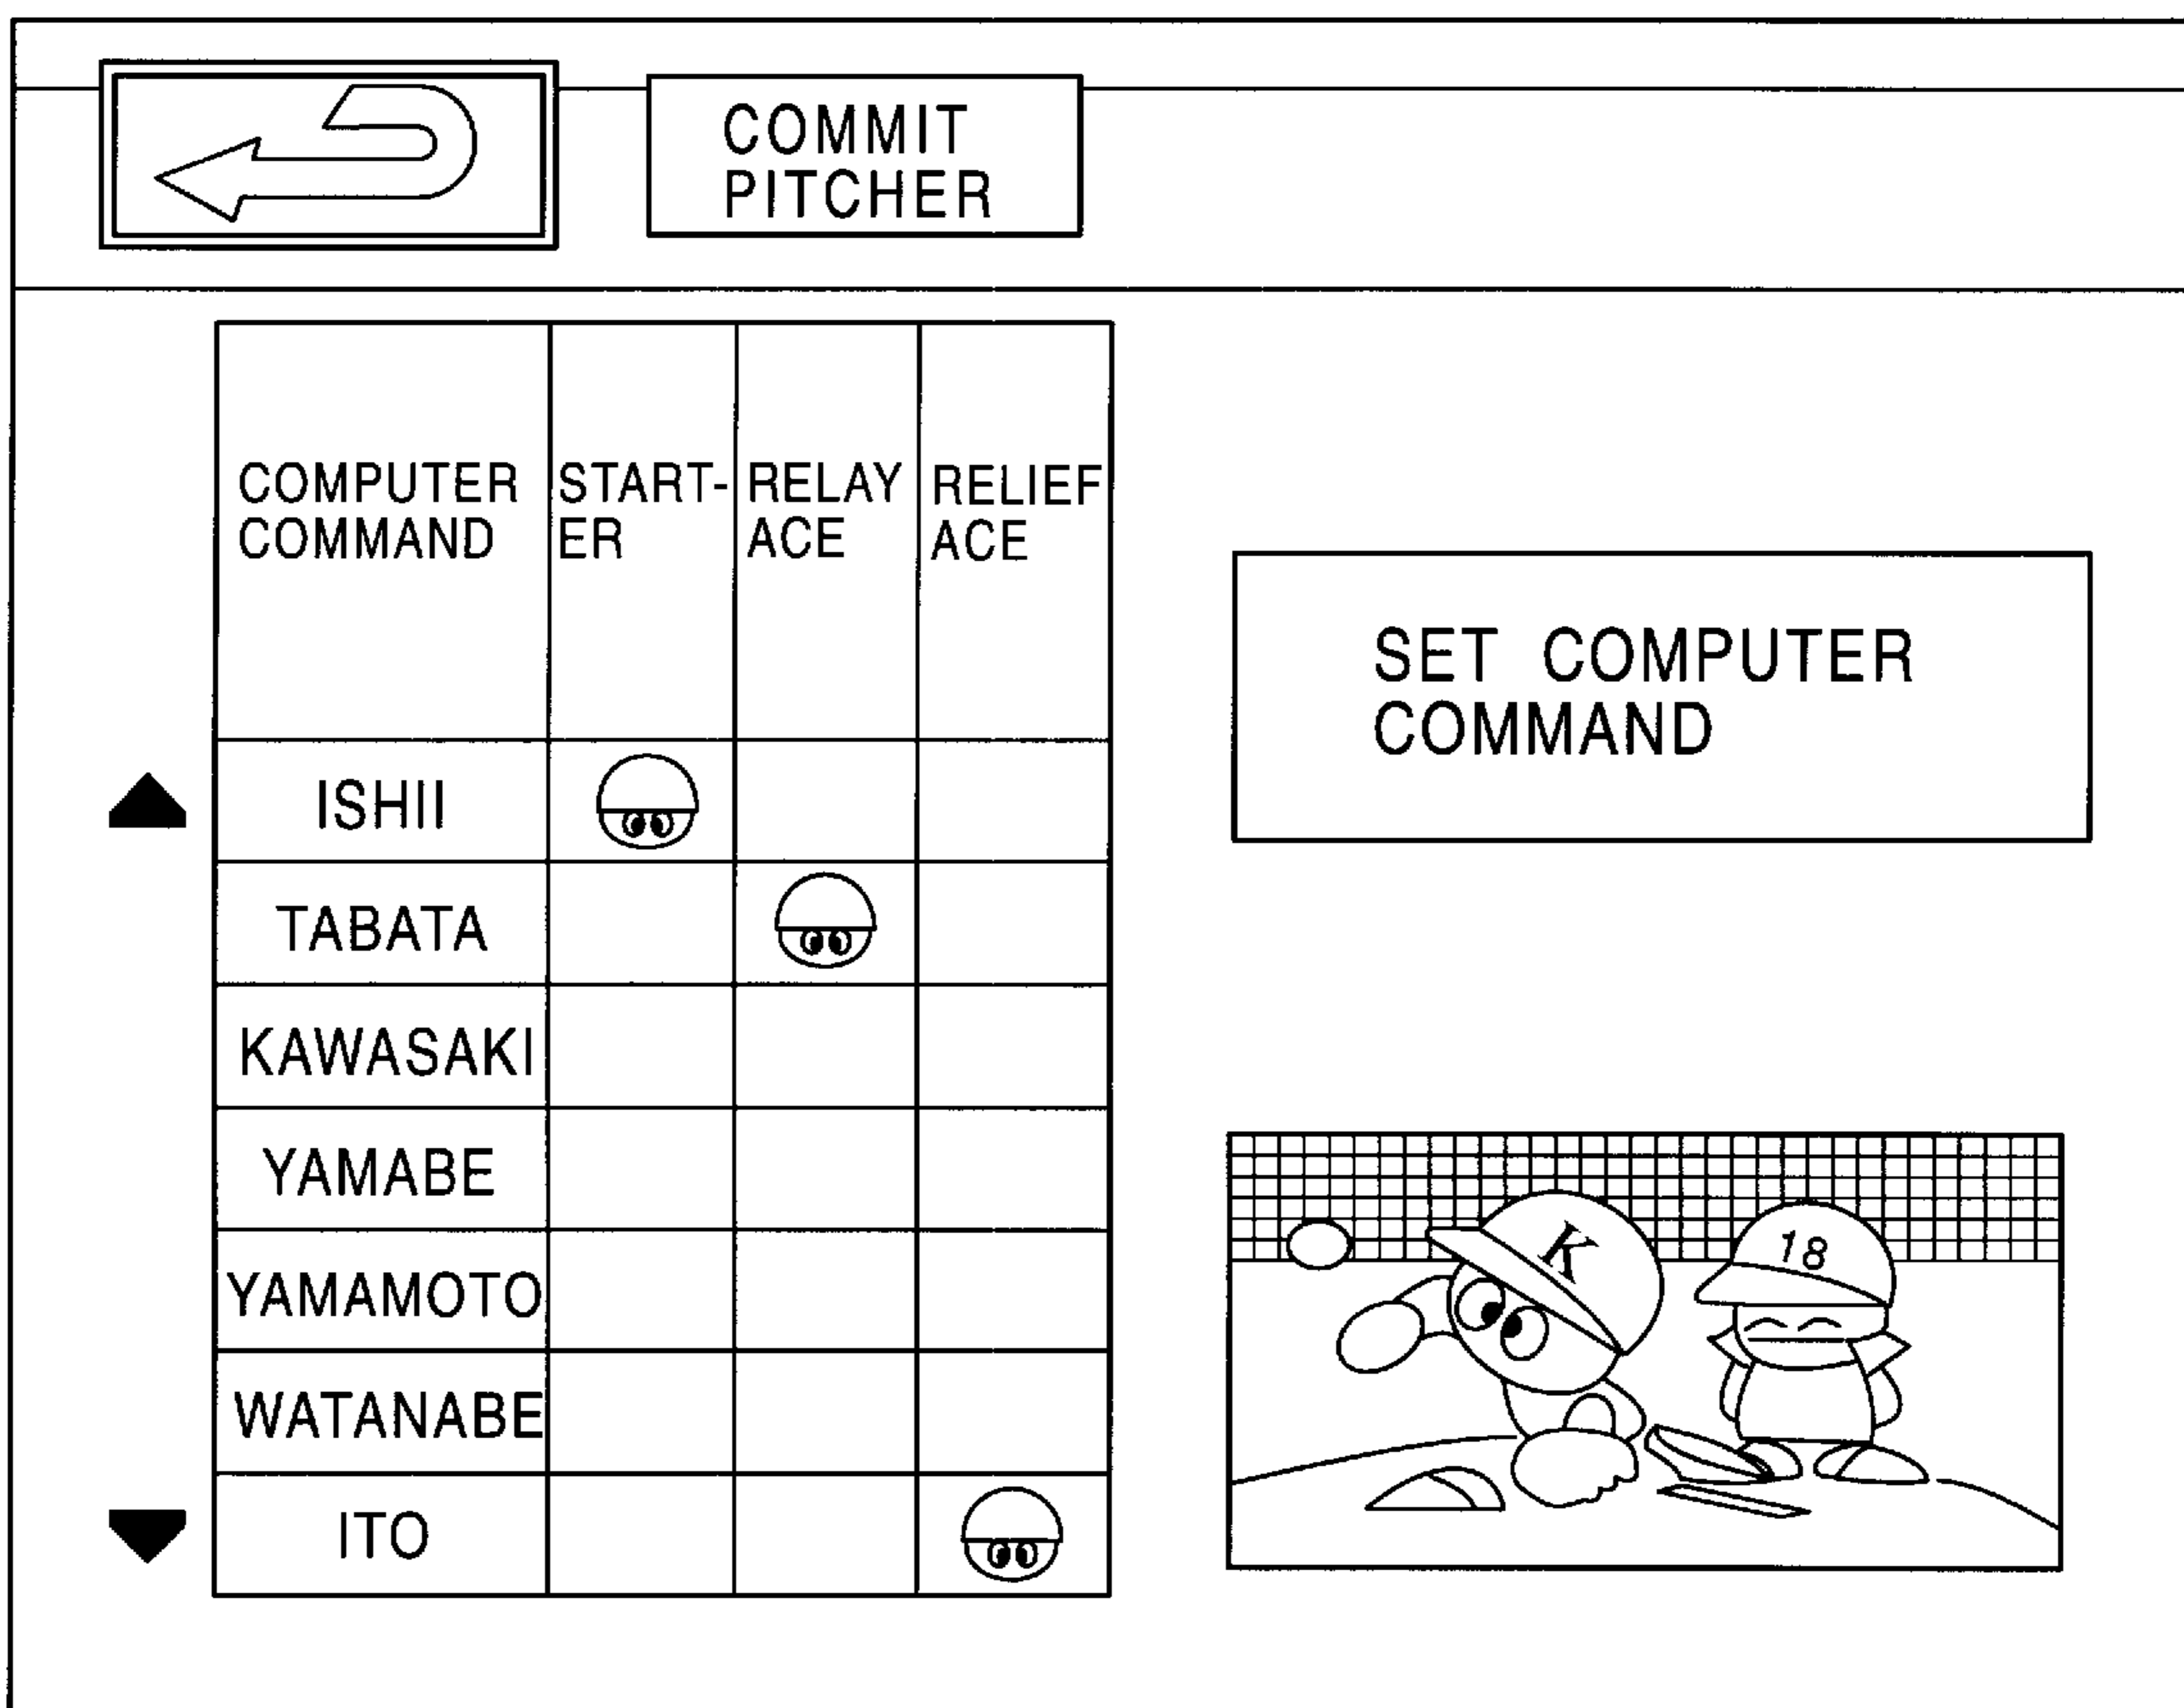 COMMIT
PITCHER
COMPUTER
COMMAND
START-
ER
RELAY
ACE
RELIEF
ACE
SET COMPUTER
COMMAND
ISHII
TABATA
KAWASAKI
YAMABE
YAMAMOTO
WATANABE
ITO
K
18